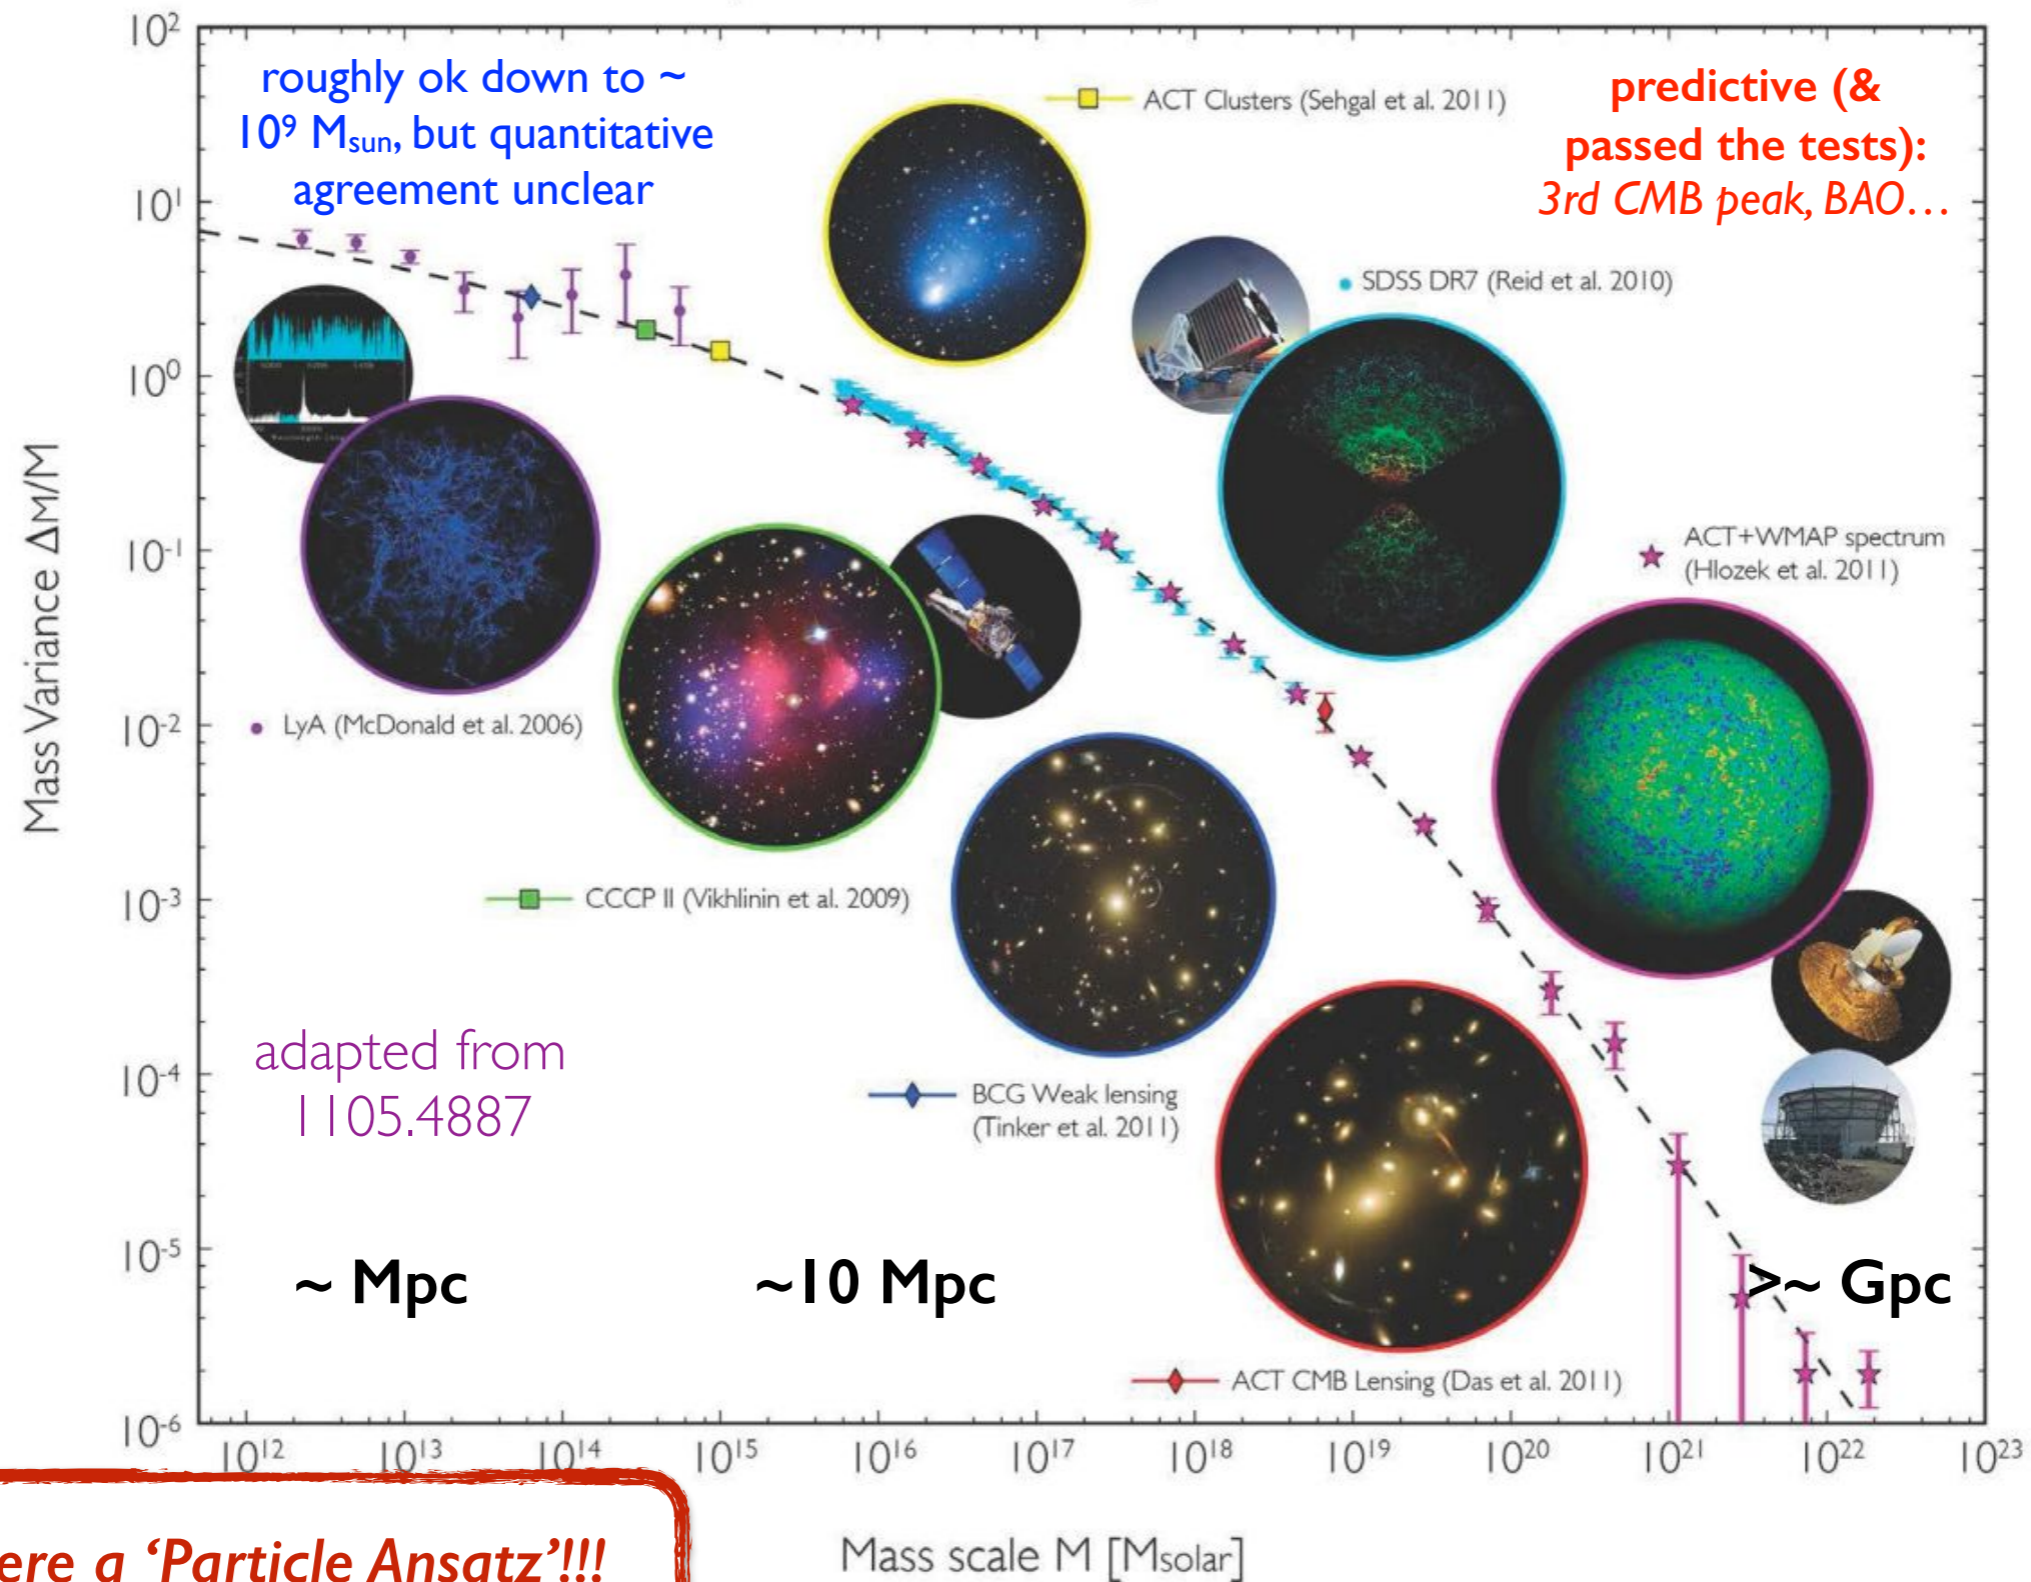 roughly ok down to ~
10⁹ Msun, but quantitative
agreement unclear
ACT Clusters (Sehgal et al. 2011)
predictive (&
passed the tests):
3rd CMB peak, BAO…
SDSS DR7 (Reid et al. 2010)
ACT+WMAP spectrum
(Hlozek et al. 2011)
LyA (McDonald et al. 2006)
CCCP II (Vikhlinin et al. 2009)
adapted from
1105.4887
BCG Weak lensing
(Tinker et al. 2011)
~ Mpc
~10 Mpc
>~ Gpc
ACT CMB Lensing (Das et al. 2011)
Mass Variance ΔM/M
10²
10¹
10⁰
10⁻¹
10⁻²
10⁻³
10⁻⁴
10⁻⁵
10⁻⁶
10¹² 10¹³ 10¹⁴ 10¹⁵ 10¹⁶ 10¹⁷ 10¹⁸ 10¹⁹ 10²⁰ 10²¹ 10²² 10²³
Mass scale M [Msolar]
a ‘Particle Ansatz’!!!